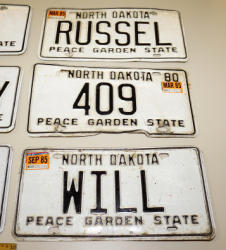 MAR 85 NORTH DAKOTA
RUSSEL
PEACE GARDEN STATE
NORTH DAKOTA 80
MAR 85
409
PEACE GARDEN STATE
SEP 85 NORTH DAKOTA
WILL
PEACE GARDEN STATE